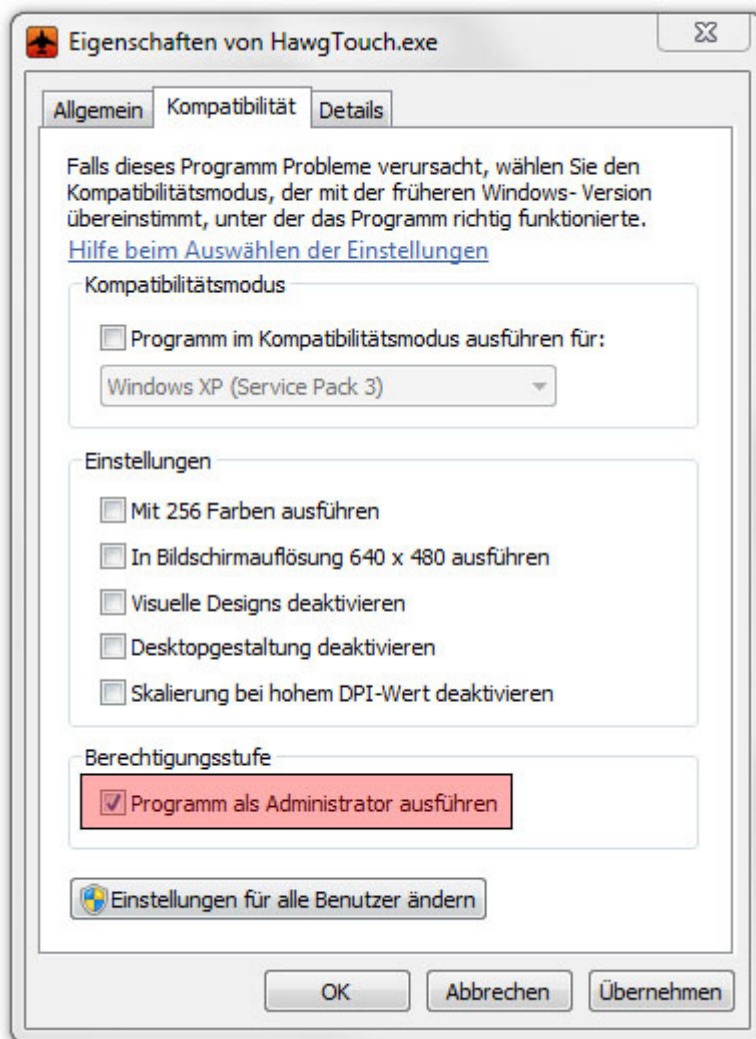 Eigenschaften von HawgTouch.exe
Allgemein Kompatibilität Details
Falls dieses Programm Probleme verursacht, wählen Sie den
Kompatibilitätsmodus, der mit der früheren Windows- Version
übereinstimmt, unter der das Programm richtig funktionierte.
Hilfe beim Auswählen der Einstellungen
Kompatibilitätsmodus
Programm im Kompatibilitätsmodus ausführen für:
Windows XP (Service Pack 3)
Einstellungen
Mit 256 Farben ausführen
In Bildschirmauflösung 640 x 480 ausführen
Visuelle Designs deaktivieren
Desktopgestaltung deaktivieren
Skalierung bei hohem DPI-Wert deaktivieren
Berechtigungsstufe
Programm als Administrator ausführen
Einstellungen für alle Benutzer ändern
OK Abbrechen Übernehmen